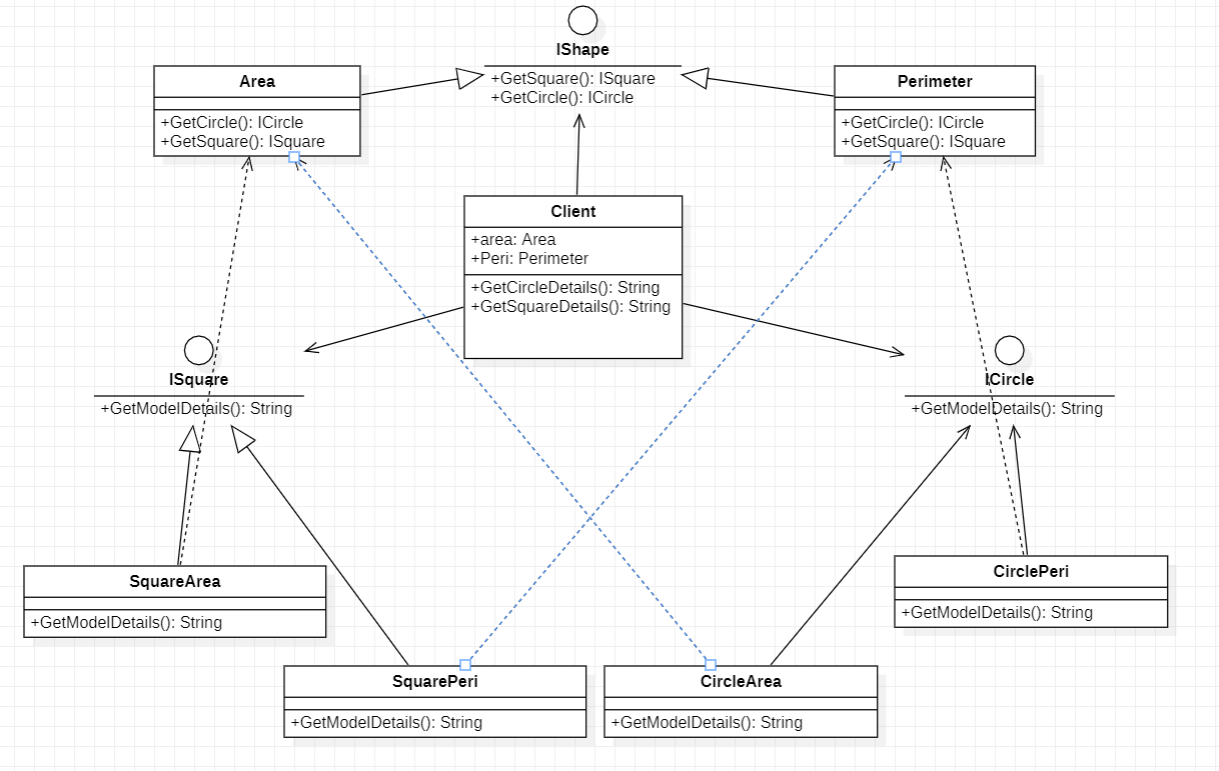 IShape
+GetSquare(): ISquare
+GetCircle(): ICircle
Area
+GetCircle(): ICircle
+GetSquare(): ISquare
Perimeter
+GetCircle(): ICircle
+GetSquare(): ISquare
Client
+area: Area
+Peri: Perimeter
+GetCircleDetails(): String
+GetSquareDetails(): String
ISquare
+GetModelDetails(): String
ICircle
+GetModelDetails(): String
SquareArea
+GetModelDetails(): String
CirclePeri
+GetModelDetails(): String
SquarePeri
+GetModelDetails(): String
CircleArea
+GetModelDetails(): String